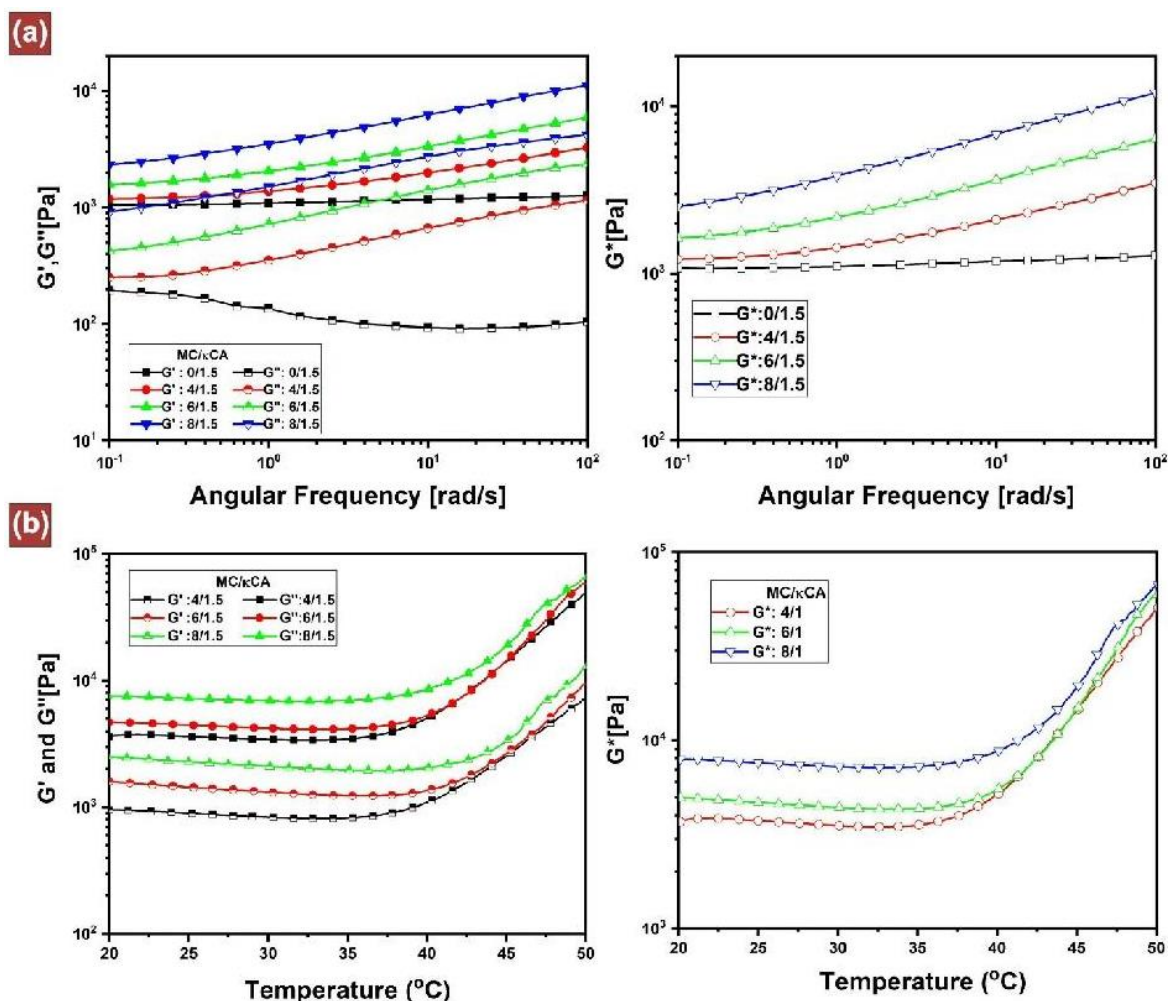 (a)
10⁴
10³
10²
10¹
G',G''[Pa]
MC/κCA
G' : 0/1.5 G'' : 0/1.5
G' : 4/1.5 G'' : 4/1.5
G' : 6/1.5 G'' : 6/1.5
G' : 8/1.5 G'' : 8/1.5
10⁻¹ 10⁰ 10¹ 10²
Angular Frequency [rad/s]
10⁴
10³
10²
G*[Pa]
G*:0/1.5
G*:4/1.5
G*:6/1.5
G*:8/1.5
10⁻¹ 10⁰ 10¹ 10²
Angular Frequency [rad/s]
(b)
10⁵
10⁴
10³
10²
G' and G''[Pa]
MC/κCA
G' :4/1.5 G'':4/1.5
G' :6/1.5 G'':6/1.5
G' :8/1.5 G'':8/1.5
20 25 30 35 40 45 50
Temperature (°C)
10⁵
10⁴
10³
G*[Pa]
MC/κCA
G*: 4/1
G*: 6/1
G*: 8/1
20 25 30 35 40 45 50
Temperature (°C)